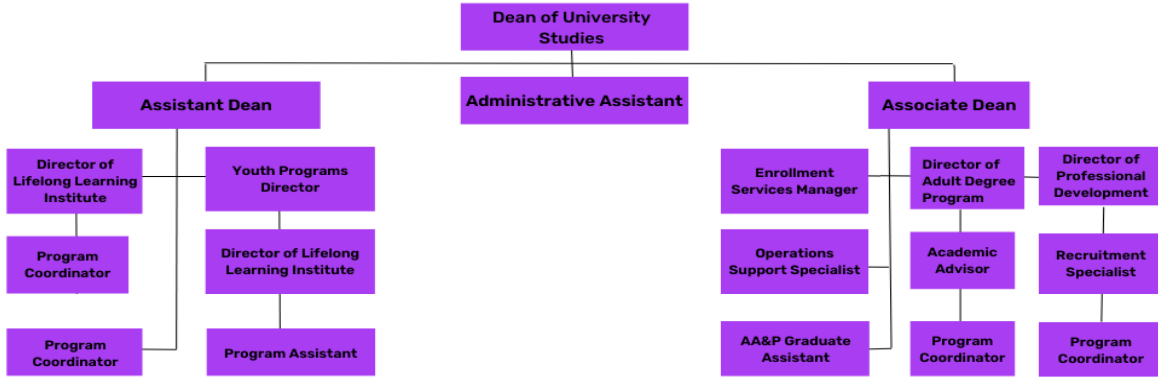 Dean of University
Studies
Assistant Dean
Administrative Assistant
Associate Dean
Director of
Lifelong Learning
Institute
Youth Programs
Director
Enrollment
Services Manager
Director of
Adult Degree
Program
Director of
Professional
Development
Program
Coordinator
Director of Lifelong
Learning Institute
Operations
Support Specialist
Academic
Advisor
Recruitment
Specialist
Program
Coordinator
Program Assistant
AA&P Graduate
Assistant
Program
Coordinator
Program
Coordinator